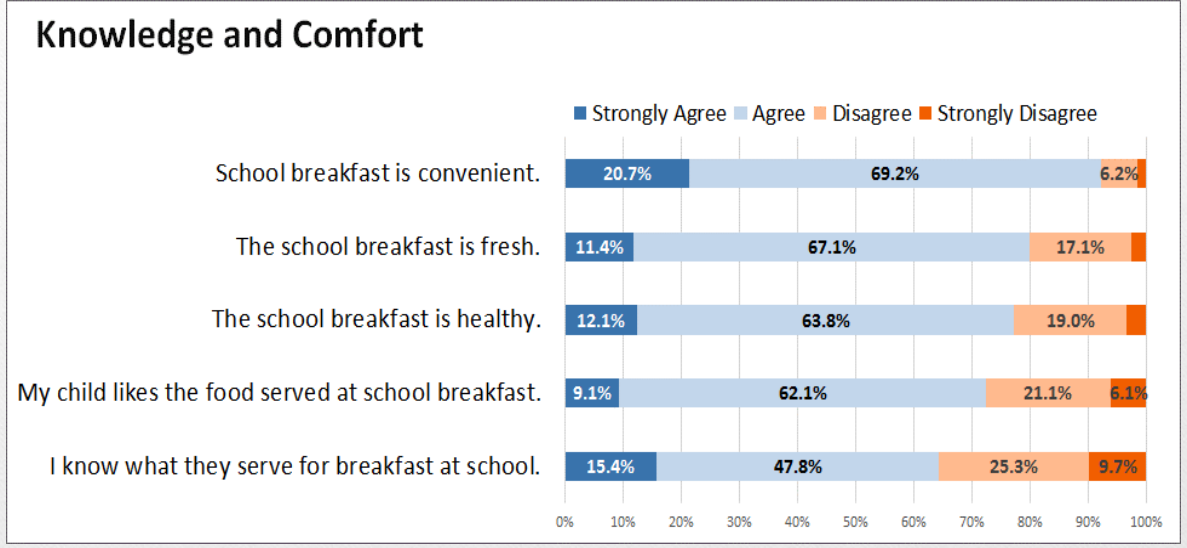 Knowledge and Comfort
Strongly Agree Agree Disagree Strongly Disagree
School breakfast is convenient. 20.7% 69.2% 6.2%
The school breakfast is fresh. 11.4% 67.1% 17.1%
The school breakfast is healthy. 12.1% 63.8% 19.0%
My child likes the food served at school breakfast. 9.1% 62.1% 21.1% 6.1%
I know what they serve for breakfast at school. 15.4% 47.8% 25.3% 9.7%
0% 10% 20% 30% 40% 50% 60% 70% 80% 90% 100%